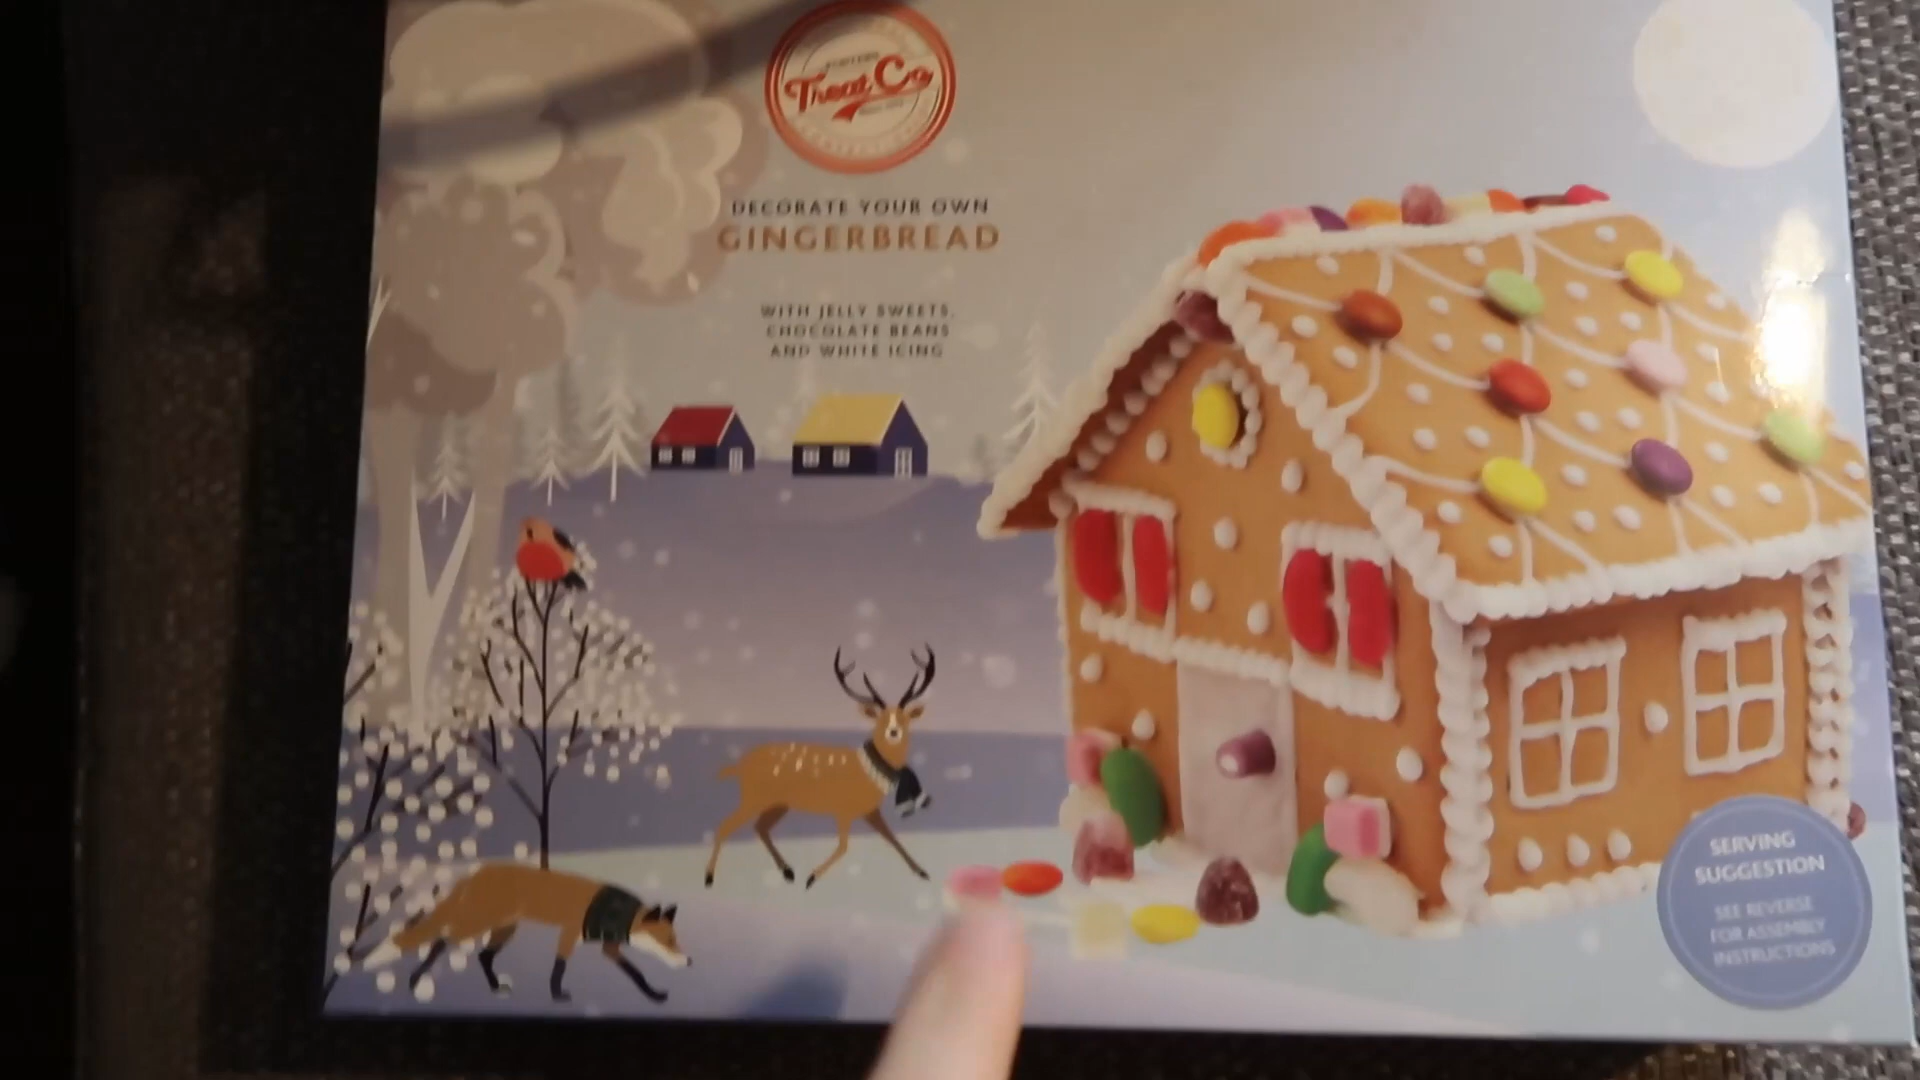 Treat Co
DECORATE YOUR OWN
GINGERBREAD
WITH JELLY SWEETS,
CHOCOLATE BEANS
AND WHITE ICING
SERVING
SUGGESTION
SEE REVERSE
FOR ASSEMBLY
INSTRUCTIONS